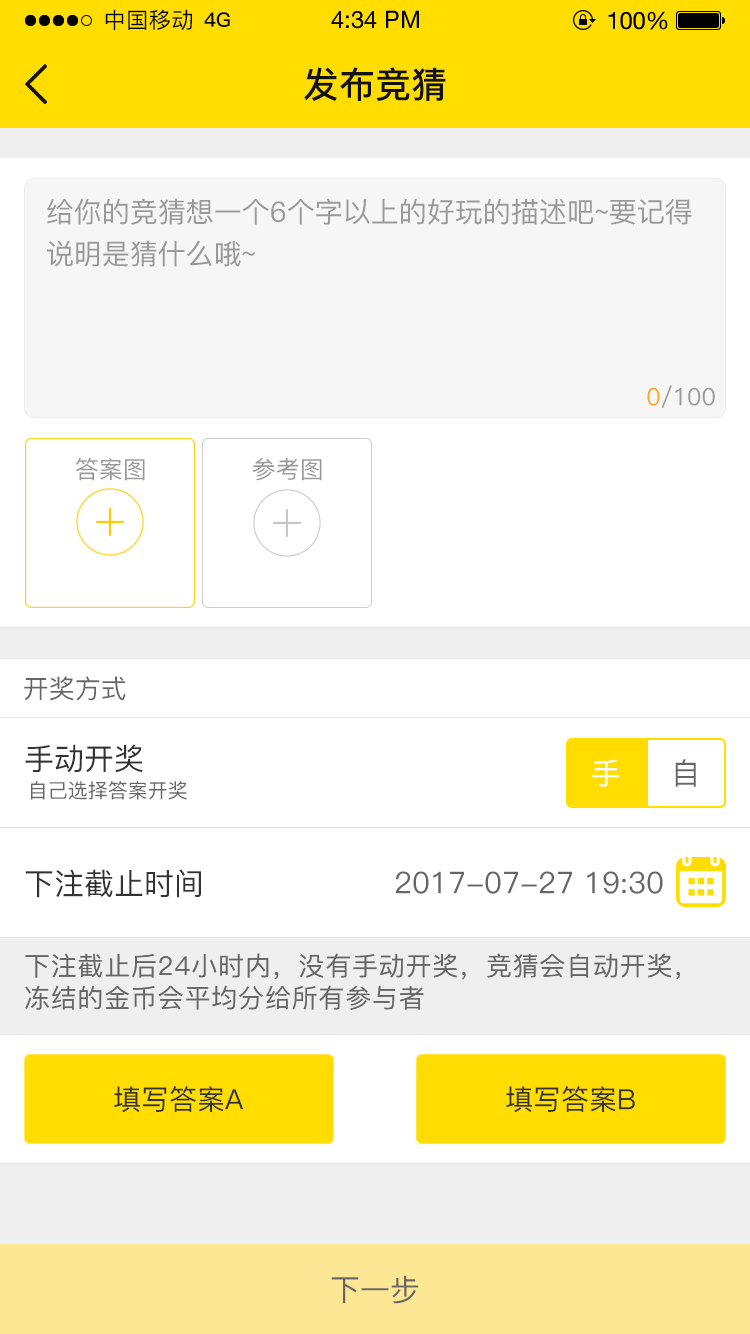 中国移动 4G 4:34 PM 100%
发布竞猜
给你的竞猜想一个6个字以上的好玩的描述吧~要记得
说明是猜什么哦~
0/100
答案图 参考图
开奖方式
手动开奖
自己选择答案开奖
手 自
下注截止时间 2017-07-27 19:30
下注截止后24小时内，没有手动开奖，竞猜会自动开奖，
冻结的金币会平均分给所有参与者
填写答案A 填写答案B
下一步